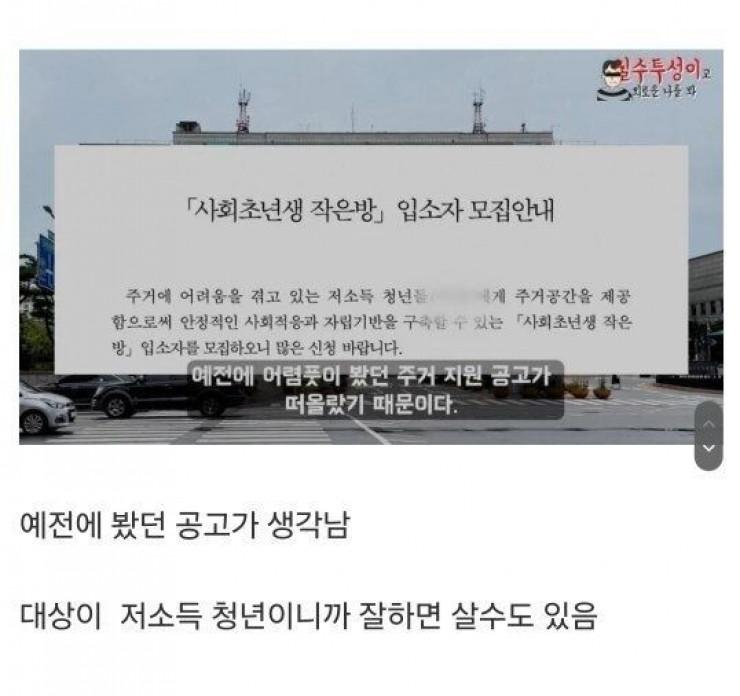 실수투성이고
외로운 나를 봐
「사회초년생 작은방」 입소자 모집안내
주거에 어려움을 겪고 있는 저소득 청년들 에게 주거공간을 제공
함으로써 안정적인 사회적응과 자립기반을 구축할 수 있는 「사회초년생 작은
방」 입소자를 모집하오니 많은 신청 바랍니다.
예전에 어렴풋이 봤던 주거 지원 공고가
떠올랐기 때문이다.
예전에 봤던 공고가 생각남
대상이 저소득 청년이니까 잘하면 살수도 있음